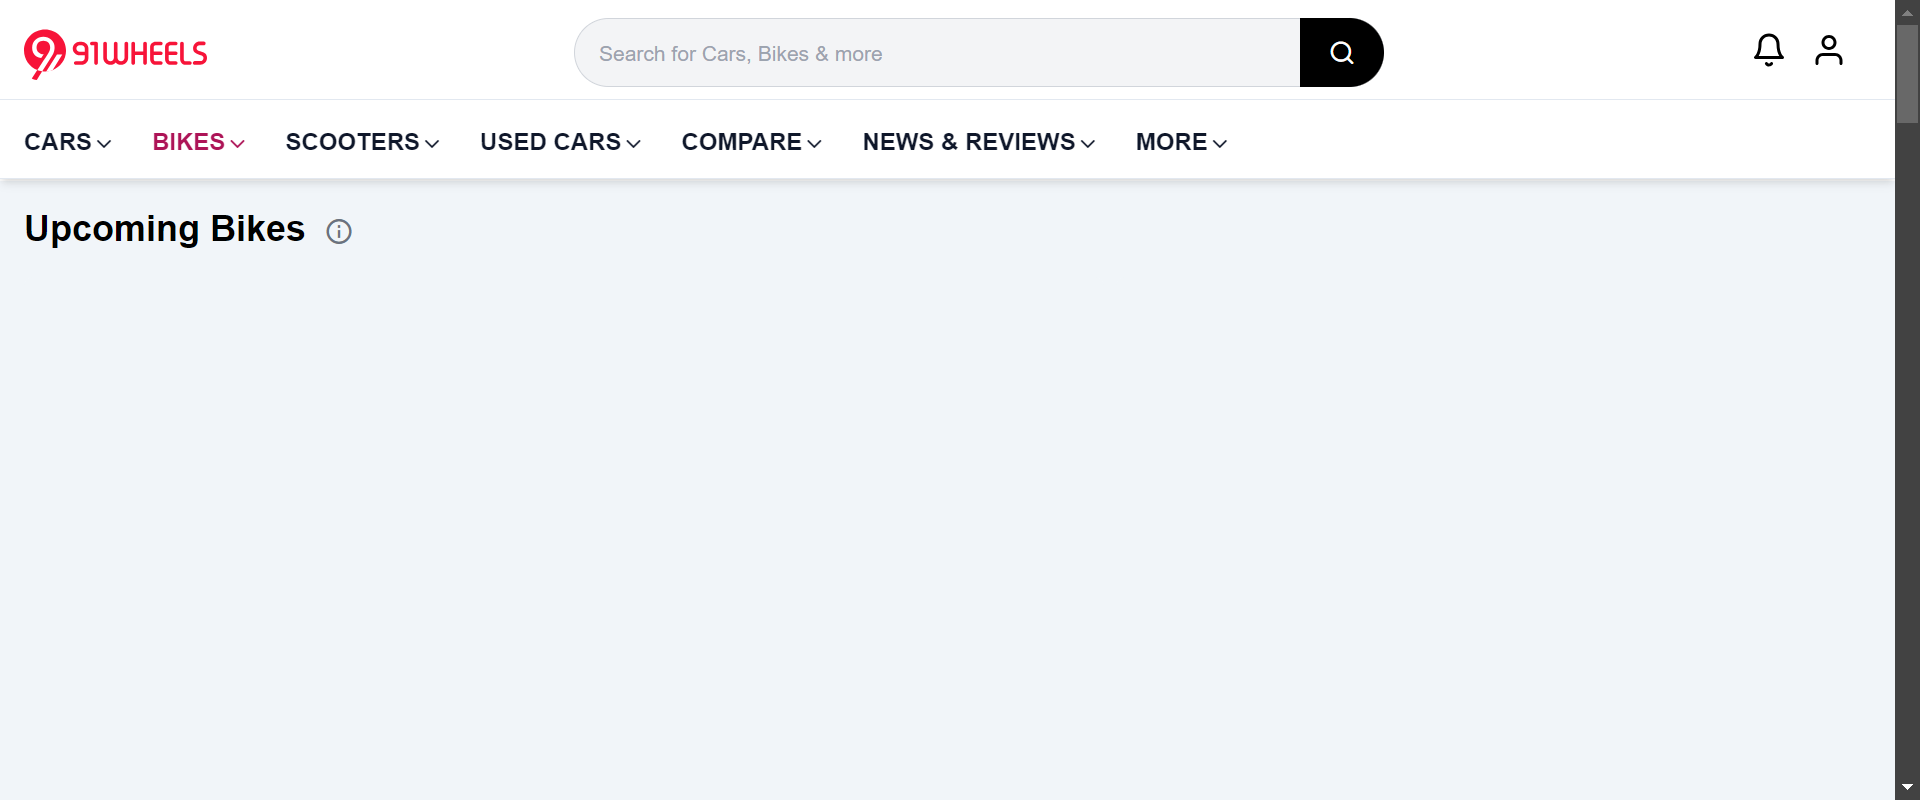 91WHEELS
Search for Cars, Bikes & more
CARS BIKES SCOOTERS USED CARS COMPARE NEWS & REVIEWS MORE
Upcoming Bikes